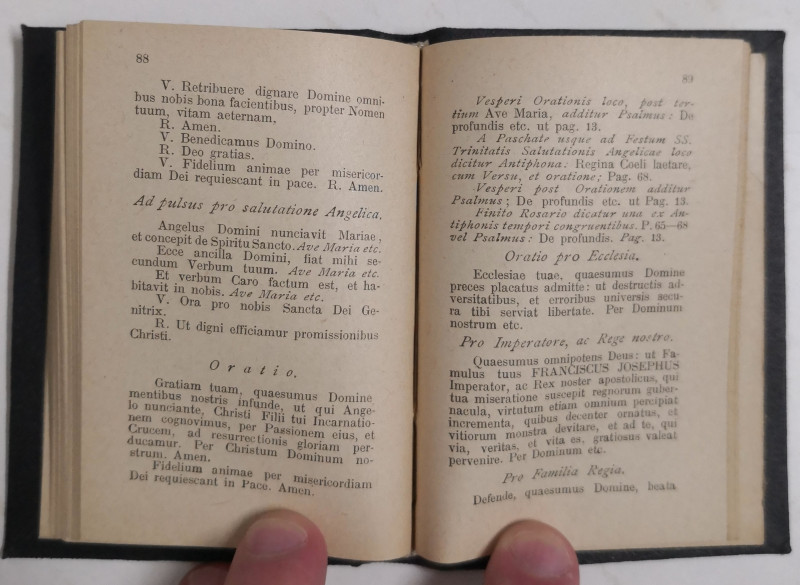 88
V. Retribuere dignare Domine omni-
bus nobis bona facientibus, propter Nomen
tuum, vitam aeternam.
R. Amen.
V. Benedicamus Domino.
R. Deo gratias.
V. Fidelium animae per misericor-
diam Dei requiescant in pace. R. Amen.
Ad pulsus pro salutatione Angelica.
Angelus Domini nunciavit Mariae,
et concepit de Spiritu Sancto. Ave Maria etc.
Ecce ancilla Domini, fiat mihi se-
cundum Verbum tuum. Ave Maria etc.
Et verbum Caro factum est, et ha-
bitavit in nobis. Ave Maria etc.
V. Ora pro nobis Sancta Dei Ge-
nitrix.
R. Ut digni efficiamur promissionibus
Christi.
Oratio.
Gratiam tuam, quaesumus Domine
mentibus nostris infunde, ut qui Ange-
lo nunciante, Christi Filii tui Incarnatio-
nem cognovimus, per Passionem eius, et
Crucem, ad resurrectionis gloriam per-
ducamur. Per Christum Dominum no-
strum. Amen.
Fidelium animae per misericordiam
Dei requiescant in Pace. Amen.
89
Vesperi Orationis loco, post ter-
tium Ave Maria, additur Psalmus: De
profundis etc. ut pag. 13.
A Paschate usque ad Festum SS.
Trinitatis Salutationis Angelicae loco
dicitur Antiphona: Regina Coeli laetare,
cum Versu, et oratione; Pag. 68.
Vesperi post Orationem additur
Psalmus; De profundis etc. ut Pag. 13.
Finito Rosario dicatur una ex An-
tiphonis tempori congruentibus. P. 65—68
vel Psalmus: De profundis. Pag. 13.
Oratio pro Ecclesia.
Ecclesiae tuae, quaesumus Domine
preces placatus admitte: ut destructis ad-
versitatibus, et erroribus universis secu-
ra tibi serviat libertate. Per Dominum
nostrum etc.
Pro Imperatore, ac Rege nostro.
Quaesumus omnipotens Deus: ut Fa-
mulus tuus FRANCISCUS JOSEPHUS
Imperator, ac Rex noster apostolicus, qui
tua miseratione suscepit regnorum guber-
nacula, virtutum etiam omnium percipiat
incrementa, quibus decenter ornatus, et
vitiorum monstra devitare, et ad te, qui
via, veritas, et vita es, gratiosus valeat
pervenire. Per Dominum etc.
Pro Familia Regia.
Defende, quaesumus Domine, beata